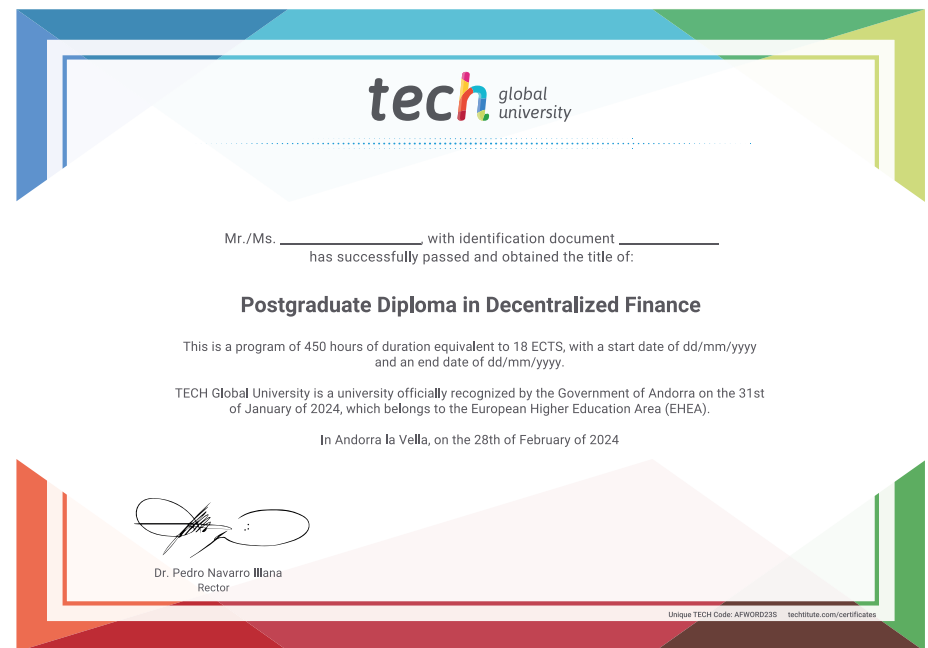 tech global university
Mr./Ms. ____________, with identification document ____________
has successfully passed and obtained the title of:
Postgraduate Diploma in Decentralized Finance
This is a program of 450 hours of duration equivalent to 18 ECTS, with a start date of dd/mm/yyyy
and an end date of dd/mm/yyyy.
TECH Global University is a university officially recognized by the Government of Andorra on the 31st
of January of 2024, which belongs to the European Higher Education Area (EHEA).
In Andorra la Vella, on the 28th of February of 2024
Dr. Pedro Navarro Illana
Rector
Unique TECH Code: AFWORD23S techtitute.com/certificates